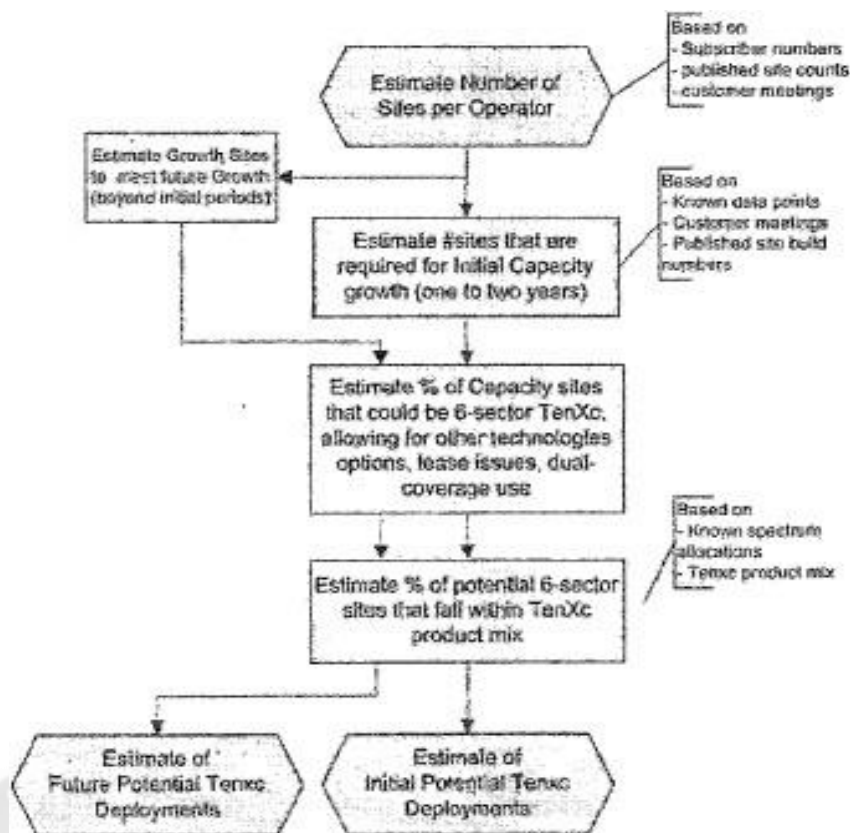 Based on
- Subscriber numbers
- published site counts
- customer meetings
Estimate Number of
Sites per Operator
Estimate Growth Sites
to meet future Growth
(beyond initial periods)
Based on
- Known data points
- Customer meetings
- Published site build
numbers
Estimate #sites that are
required for Initial Capacity
growth (one to two years)
Estimate % of Capacity sites
that could be 6-sector TenXc,
allowing for other technologies
options, lease issues, dual-
coverage use
Based on
- Known spectrum
allocations
- Tenxc product mix
Estimate % of potential 6-sector
sites that fall within TenXc
product mix
Estimate of
Future Potential Tenxc
Deployments
Estimate of
Initial Potential Tenxc
Deployments